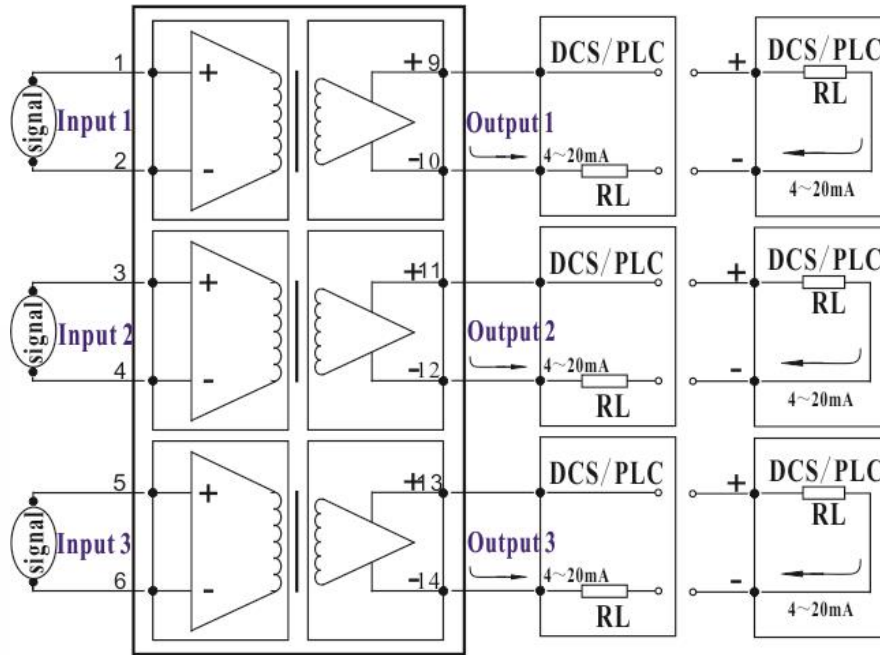 DCS/PLC
DCS/PLC
1
+
+
9
+
RL
signal
Input 1
Output 1
2
-
-
10
4~20mA
-
RL
4~20mA
DCS/PLC
DCS/PLC
3
+
+
11
+
RL
signal
Input 2
Output 2
4
-
-
12
4~20mA
-
RL
4~20mA
DCS/PLC
DCS/PLC
5
+
+
13
+
RL
signal
Input 3
Output 3
6
-
-
14
4~20mA
-
RL
4~20mA